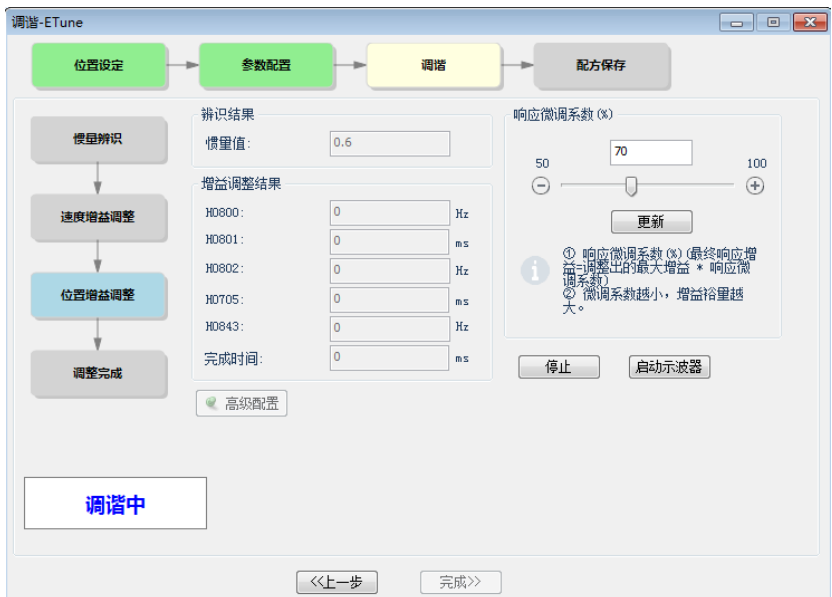 调谐-ETune
位置设定
参数配置
调谐
配方保存
惯量辨识
速度增益调整
位置增益调整
调整完成
辨识结果
惯量值: 0.6
增益调整结果
H0800: 0 Hz
H0801: 0 ms
H0802: 0 Hz
H0705: 0 ms
H0843: 0 Hz
完成时间: 0 ms
高级配置
响应微调系数(%)
70
50
100
更新
① 响应微调系数(%)(最终响应增
益=调整出的最大增益 * 响应微
调系数)
② 微调系数越小，增益裕量越
大。
停止
启动示波器
调谐中
<<上一步
完成>>